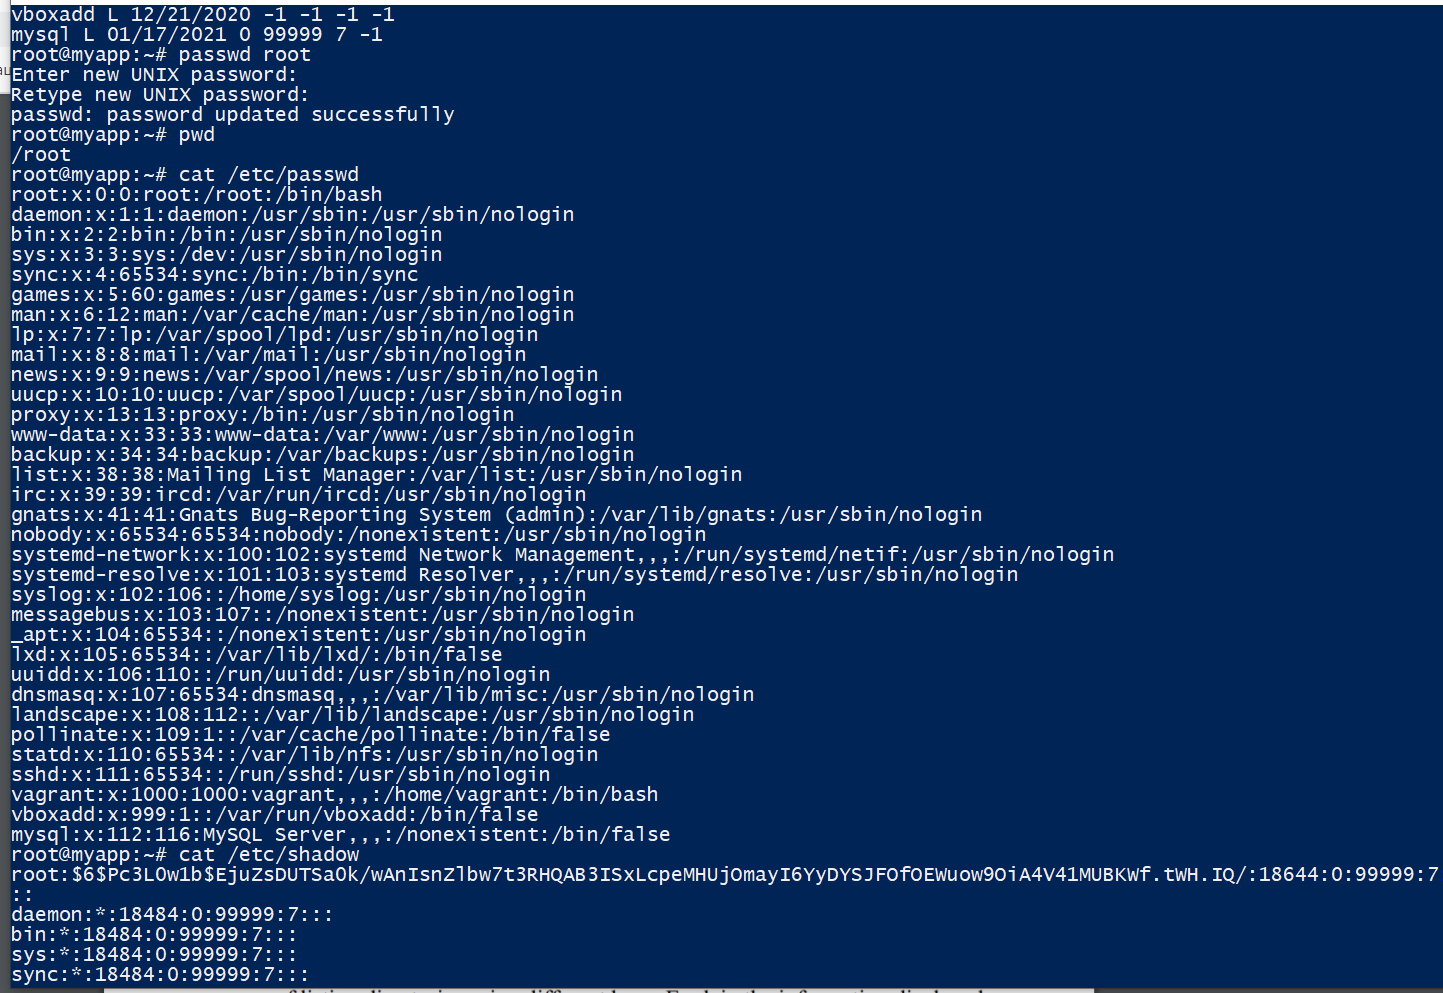 vboxadd L 12/21/2020 -1 -1 -1 -1
mysql L 01/17/2021 0 99999 7 -1
root@myapp:~# passwd root
Enter new UNIX password:
Retype new UNIX password:
passwd: password updated successfully
root@myapp:~# pwd
/root
root@myapp:~# cat /etc/passwd
root:x:0:0:root:/root:/bin/bash
daemon:x:1:1:daemon:/usr/sbin:/usr/sbin/nologin
bin:x:2:2:bin:/bin:/usr/sbin/nologin
sys:x:3:3:sys:/dev:/usr/sbin/nologin
sync:x:4:65534:sync:/bin:/bin/sync
games:x:5:60:games:/usr/games:/usr/sbin/nologin
man:x:6:12:man:/var/cache/man:/usr/sbin/nologin
lp:x:7:7:lp:/var/spool/lpd:/usr/sbin/nologin
mail:x:8:8:mail:/var/mail:/usr/sbin/nologin
news:x:9:9:news:/var/spool/news:/usr/sbin/nologin
uucp:x:10:10:uucp:/var/spool/uucp:/usr/sbin/nologin
proxy:x:13:13:proxy:/bin:/usr/sbin/nologin
www-data:x:33:33:www-data:/var/www:/usr/sbin/nologin
backup:x:34:34:backup:/var/backups:/usr/sbin/nologin
list:x:38:38:Mailing List Manager:/var/list:/usr/sbin/nologin
irc:x:39:39:ircd:/var/run/ircd:/usr/sbin/nologin
gnats:x:41:41:Gnats Bug-Reporting System (admin):/var/lib/gnats:/usr/sbin/nologin
nobody:x:65534:65534:nobody:/nonexistent:/usr/sbin/nologin
systemd-network:x:100:102:systemd Network Management,,,:/run/systemd/netif:/usr/sbin/nologin
systemd-resolve:x:101:103:systemd Resolver,,,:/run/systemd/resolve:/usr/sbin/nologin
syslog:x:102:106::/home/syslog:/usr/sbin/nologin
messagebus:x:103:107::/nonexistent:/usr/sbin/nologin
_apt:x:104:65534::/nonexistent:/usr/sbin/nologin
lxd:x:105:65534::/var/lib/lxd/:/bin/false
uuidd:x:106:110::/run/uuidd:/usr/sbin/nologin
dnsmasq:x:107:65534:dnsmasq,,,:/var/lib/misc:/usr/sbin/nologin
landscape:x:108:112::/var/lib/landscape:/usr/sbin/nologin
pollinate:x:109:1::/var/cache/pollinate:/bin/false
statd:x:110:65534::/var/lib/nfs:/usr/sbin/nologin
sshd:x:111:65534::/run/sshd:/usr/sbin/nologin
vagrant:x:1000:1000:vagrant,,,:/home/vagrant:/bin/bash
vboxadd:x:999:1::/var/run/vboxadd:/bin/false
mysql:x:112:116:MySQL Server,,,:/nonexistent:/bin/false
root@myapp:~# cat /etc/shadow
root:$6$Pc3L0w1b$EjuZsDUTSa0k/wAnIsnZlbw7t3RHQAB3ISxLcpeMHUjOmayI6YyDYSJFOfOEWuow9OiA4V41MUBKWf.tWH.IQ/:18644:0:99999:7
::
daemon:*:18484:0:99999:7:::
bin:*:18484:0:99999:7:::
sys:*:18484:0:99999:7:::
sync:*:18484:0:99999:7:::